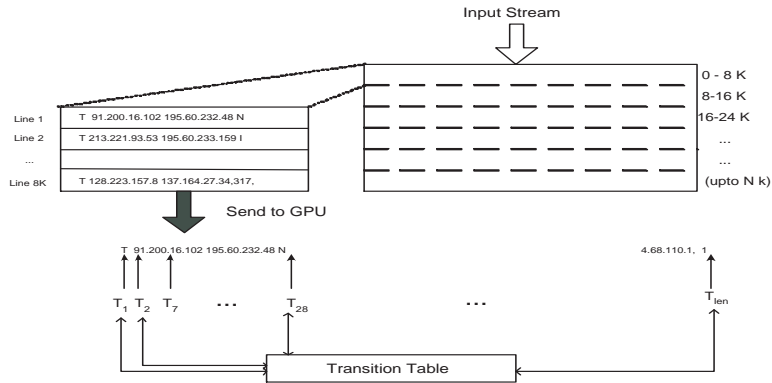 Input Stream
0 - 8 K
8-16 K
16-24 K
...
...
(upto N k)
Line 1
T 91.200.16.102 195.60.232.48 N
Line 2
T 213.221.93.53 195.60.233.159 I
...
Line 8K
T 128.223.157.8 137.164.27.34,317,
Send to GPU
T 91.200.16.102 195.60.232.48 N
4.68.110.1, 1
T1 T2 T7 ... T28 ... Tlen
Transition Table